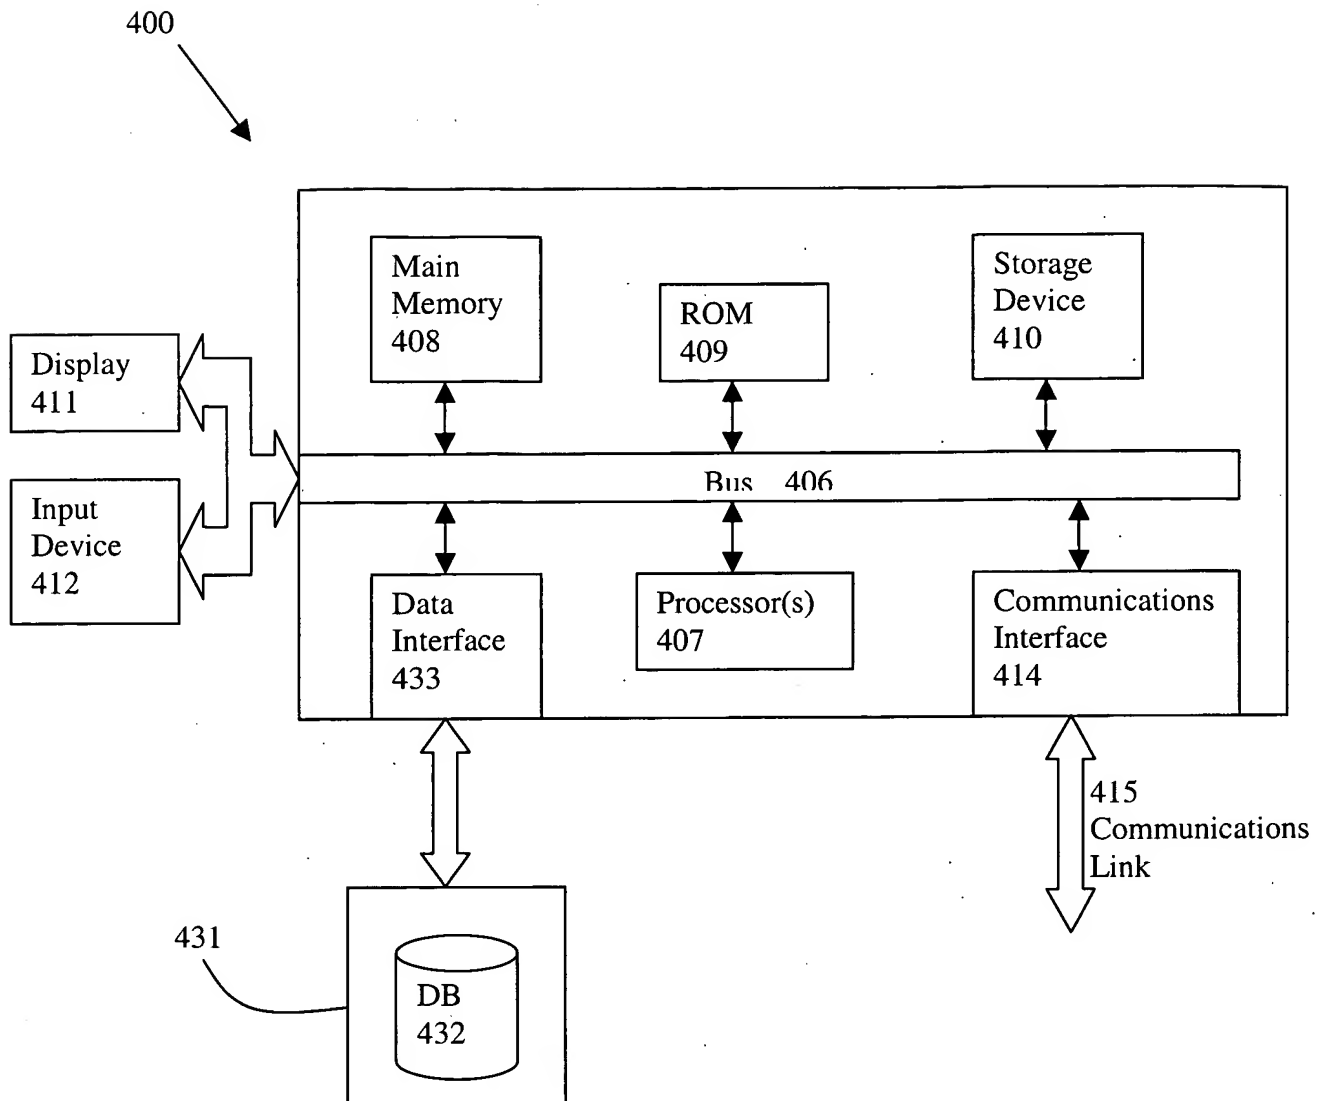 400
Main
Memory
408
ROM
409
Storage
Device
410
Display
411
Bus 406
Input
Device
412
Data
Interface
433
Processor(s)
407
Communications
Interface
414
415
Communications
Link
431
DB
432